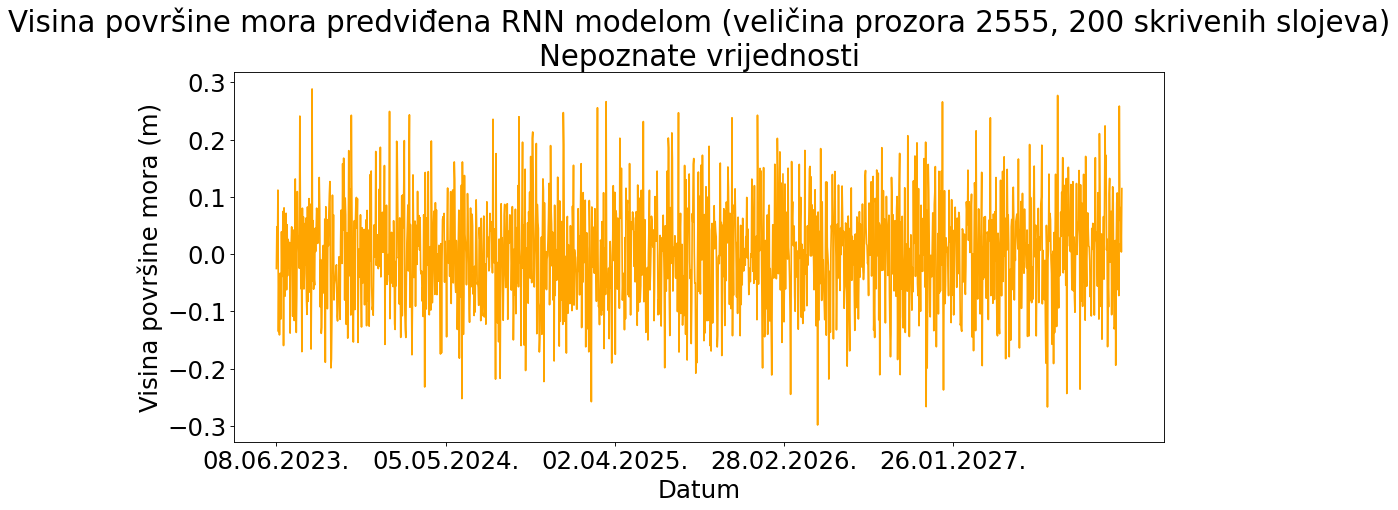 Visina površine mora predviđena RNN modelom (veličina prozora 2555, 200 skrivenih slojeva)
Nepoznate vrijednosti
Visina površine mora (m)
0.3
0.2
0.1
0.0
−0.1
−0.2
−0.3
08.06.2023. 05.05.2024. 02.04.2025. 28.02.2026. 26.01.2027.
Datum